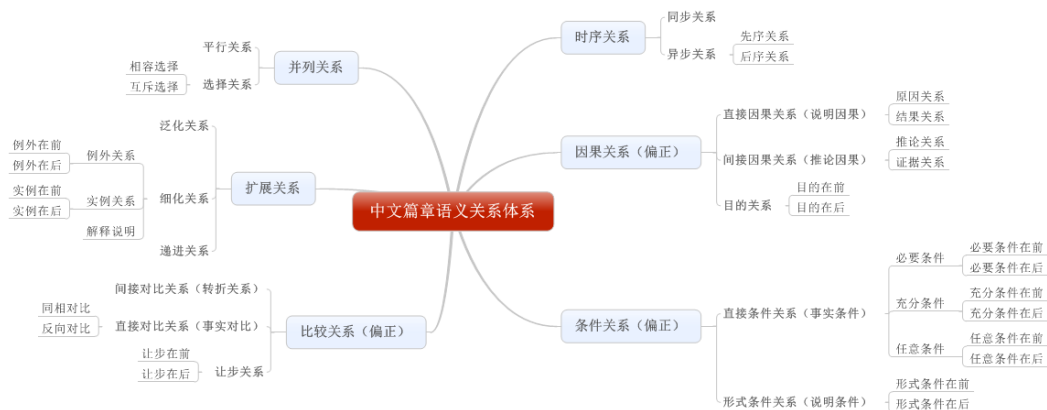 中文篇章语义关系体系
时序关系
同步关系
异步关系
先序关系
后序关系
因果关系（偏正）
直接因果关系（说明因果）
原因关系
结果关系
间接因果关系（推论因果）
推论关系
证据关系
目的关系
目的在前
目的在后
条件关系（偏正）
直接条件关系（事实条件）
必要条件
必要条件在前
必要条件在后
充分条件
充分条件在前
充分条件在后
任意条件
任意条件在前
任意条件在后
形式条件关系（说明条件）
形式条件在前
形式条件在后
并列关系
平行关系
选择关系
相容选择
互斥选择
扩展关系
泛化关系
细化关系
例外关系
例外在前
例外在后
实例关系
实例在前
实例在后
解释说明
递进关系
比较关系（偏正）
间接对比关系（转折关系）
直接对比关系（事实对比）
同相对比
反向对比
让步关系
让步在前
让步在后